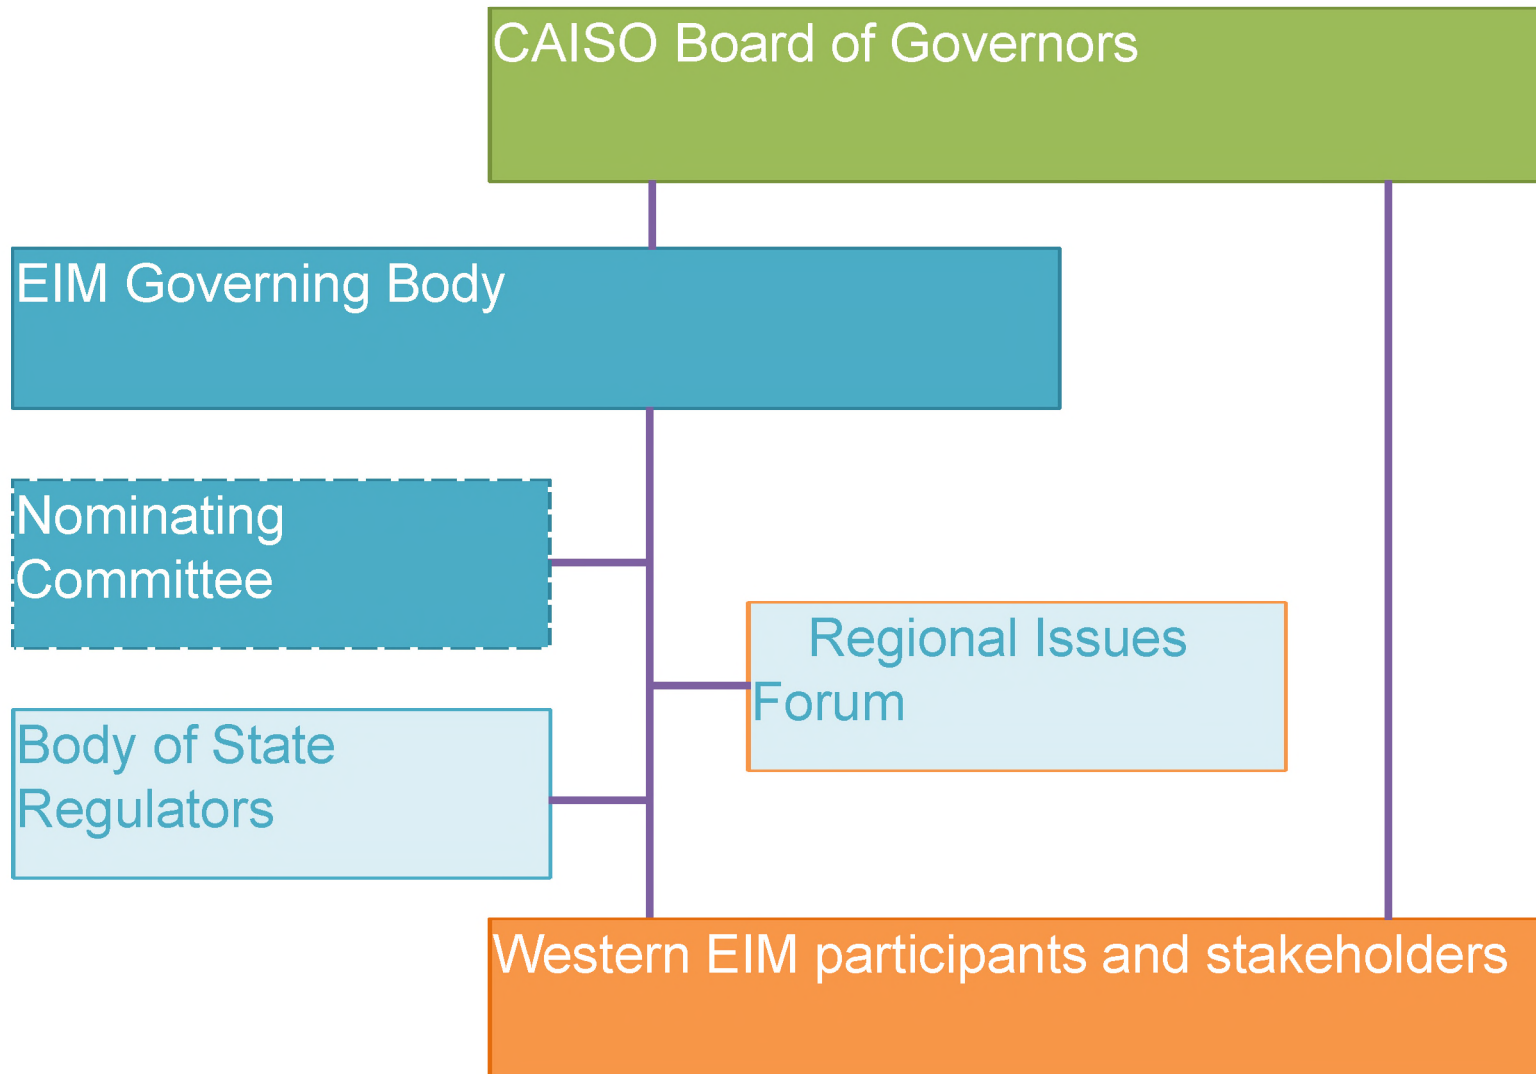 CAISO Board of Governors
EIM Governing Body
Nominating
Committee
Regional Issues
Forum
Body of State
Regulators
Western EIM participants and stakeholders